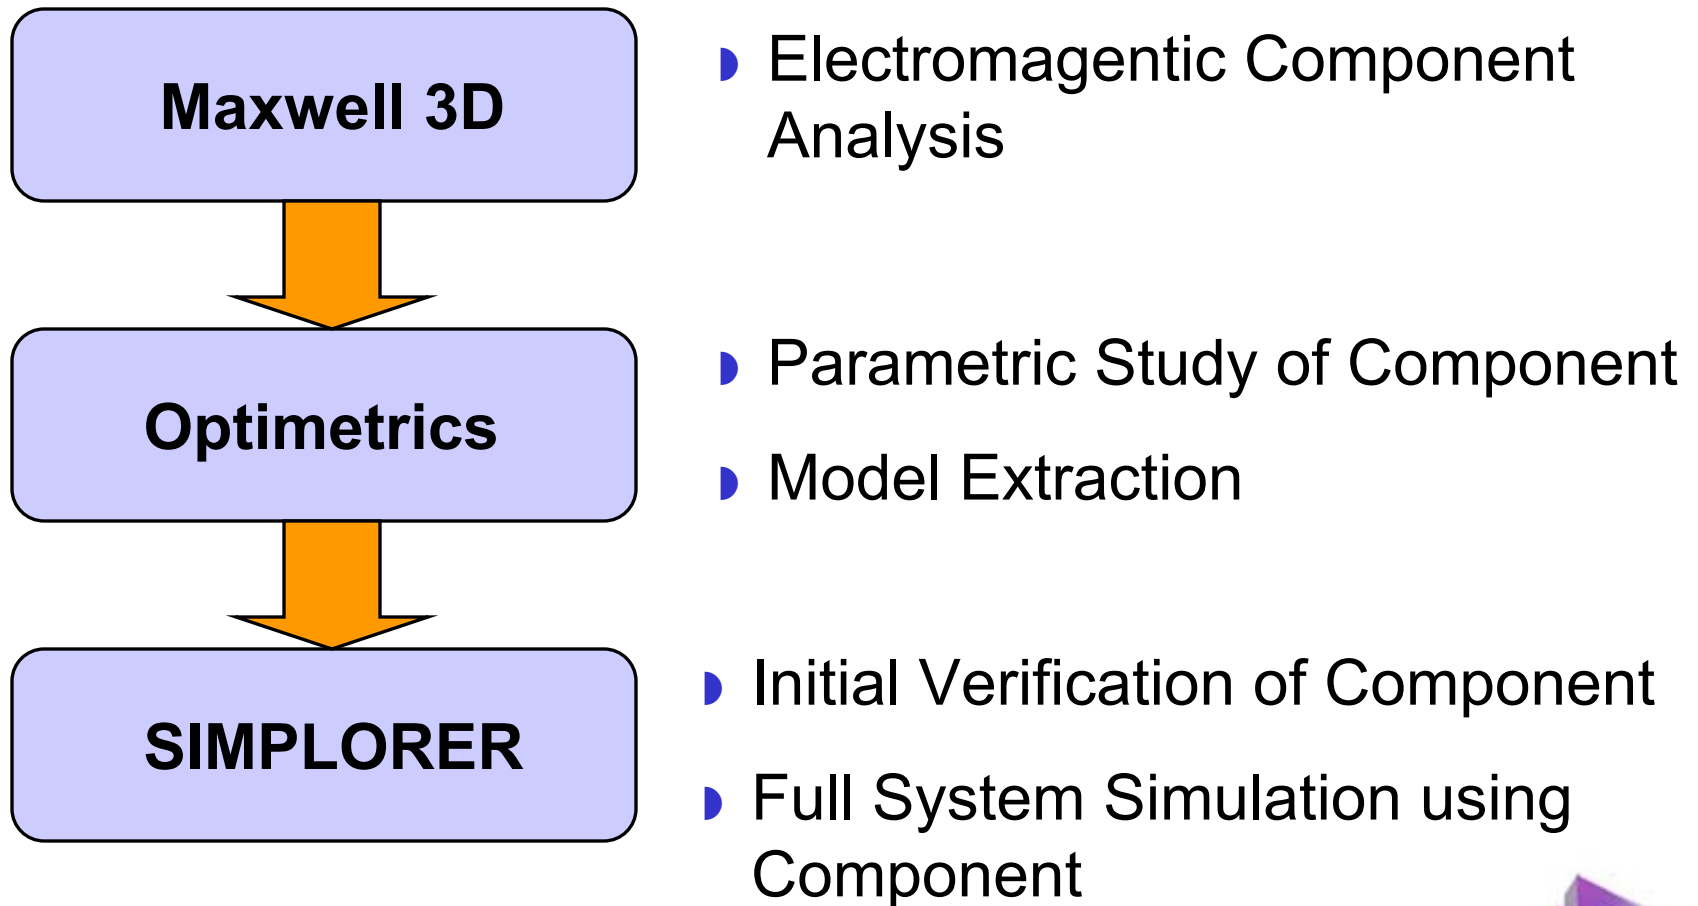 Maxwell 3D
Electromagentic Component
Analysis
Optimetrics
Parametric Study of Component
Model Extraction
SIMPLORER
Initial Verification of Component
Full System Simulation using
Component